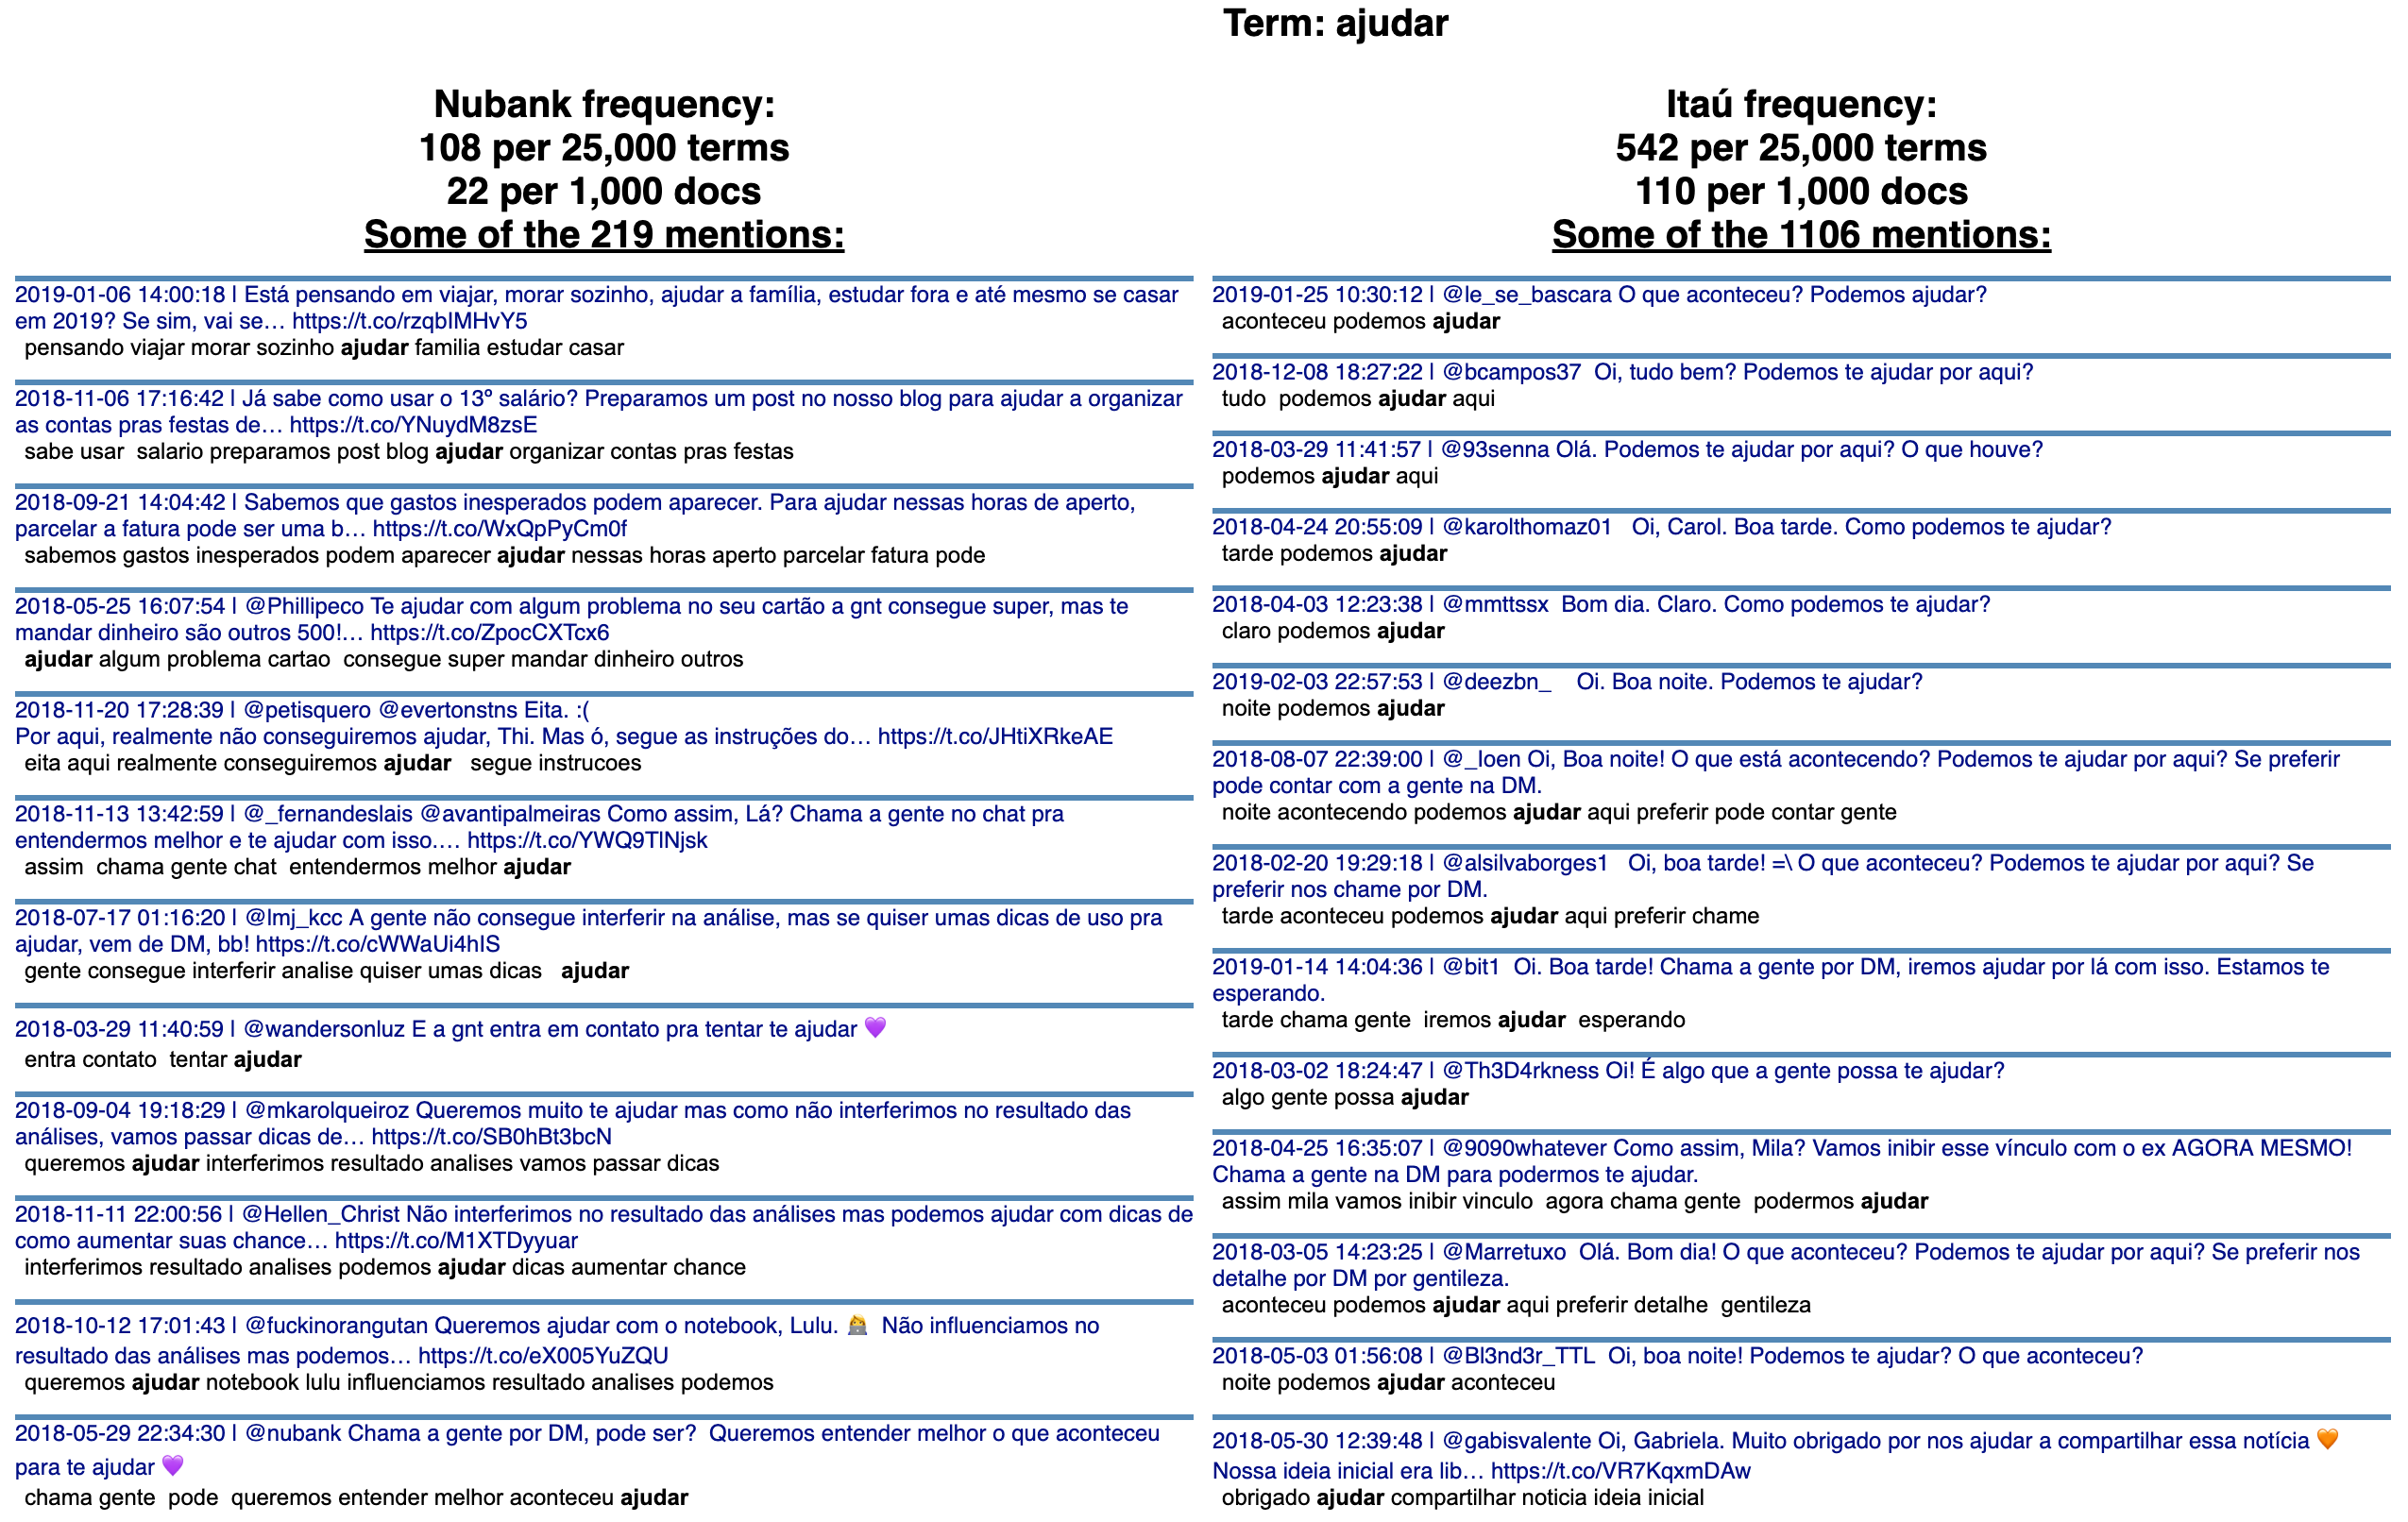 Term: ajudar
Nubank frequency:
108 per 25,000 terms
22 per 1,000 docs
Some of the 219 mentions:
2019-01-06 14:00:18 | Está pensando em viajar, morar sozinho, ajudar a família, estudar fora e até mesmo se casar
em 2019? Se sim, vai se… https://t.co/rzqbIMHvY5
pensando viajar morar sozinho ajudar familia estudar casar
2018-11-06 17:16:42 | Já sabe como usar o 13º salário? Preparamos um post no nosso blog para ajudar a organizar
as contas pras festas de… https://t.co/YNuydM8zsE
sabe usar salario preparamos post blog ajudar organizar contas pras festas
2018-09-21 14:04:42 | Sabemos que gastos inesperados podem aparecer. Para ajudar nessas horas de aperto,
parcelar a fatura pode ser uma b… https://t.co/WxQpPyCm0f
sabemos gastos inesperados podem aparecer ajudar nessas horas aperto parcelar fatura pode
2018-05-25 16:07:54 | @Phillipeco Te ajudar com algum problema no seu cartão a gnt consegue super, mas te
mandar dinheiro são outros 500!… https://t.co/ZpocCXTcx6
ajudar algum problema cartao consegue super mandar dinheiro outros
2018-11-20 17:28:39 | @petisquero @evertonstns Eita. :(
Por aqui, realmente não conseguiremos ajudar, Thi. Mas ó, segue as instruções do… https://t.co/JHtiXRkeAE
eita aqui realmente conseguiremos ajudar segue instrucoes
2018-11-13 13:42:59 | @_fernandeslais @avantipalmeiras Como assim, Lá? Chama a gente no chat pra
entendermos melhor e te ajudar com isso.… https://t.co/YWQ9TlNjsk
assim chama gente chat entendermos melhor ajudar
2018-07-17 01:16:20 | @lmj_kcc A gente não consegue interferir na análise, mas se quiser umas dicas de uso pra
ajudar, vem de DM, bb! https://t.co/cWWaUi4hIS
gente consegue interferir analise quiser umas dicas ajudar
2018-03-29 11:40:59 | @wandersonluz E a gnt entra em contato pra tentar te ajudar 💜
entra contato tentar ajudar
2018-09-04 19:18:29 | @mkarolqueiroz Queremos muito te ajudar mas como não interferimos no resultado das
análises, vamos passar dicas de… https://t.co/SB0hBt3bcN
queremos ajudar interferimos resultado analises vamos passar dicas
2018-11-11 22:00:56 | @Hellen_Christ Não interferimos no resultado das análises mas podemos ajudar com dicas de
como aumentar suas chance… https://t.co/M1XTDyyuar
interferimos resultado analises podemos ajudar dicas aumentar chance
2018-10-12 17:01:43 | @fuckinorangutan Queremos ajudar com o notebook, Lulu. 👩‍💻 Não influenciamos no
resultado das análises mas podemos… https://t.co/eX005YuZQU
queremos ajudar notebook lulu influenciamos resultado analises podemos
2018-05-29 22:34:30 | @nubank Chama a gente por DM, pode ser? Queremos entender melhor o que aconteceu
para te ajudar 💜
chama gente pode queremos entender melhor aconteceu ajudar
Itaú frequency:
542 per 25,000 terms
110 per 1,000 docs
Some of the 1106 mentions:
2019-01-25 10:30:12 | @le_se_bascara O que aconteceu? Podemos ajudar?
aconteceu podemos ajudar
2018-12-08 18:27:22 | @bcampos37 Oi, tudo bem? Podemos te ajudar por aqui?
tudo podemos ajudar aqui
2018-03-29 11:41:57 | @93senna Olá. Podemos te ajudar por aqui? O que houve?
podemos ajudar aqui
2018-04-24 20:55:09 | @karolthomaz01 Oi, Carol. Boa tarde. Como podemos te ajudar?
tarde podemos ajudar
2018-04-03 12:23:38 | @mmttssx Bom dia. Claro. Como podemos te ajudar?
claro podemos ajudar
2019-02-03 22:57:53 | @deezbn_ Oi. Boa noite. Podemos te ajudar?
noite podemos ajudar
2018-08-07 22:39:00 | @_loen Oi, Boa noite! O que está acontecendo? Podemos te ajudar por aqui? Se preferir
pode contar com a gente na DM.
noite acontecendo podemos ajudar aqui preferir pode contar gente
2018-02-20 19:29:18 | @alsilvaborges1 Oi, boa tarde! =\ O que aconteceu? Podemos te ajudar por aqui? Se
preferir nos chame por DM.
tarde aconteceu podemos ajudar aqui preferir chame
2019-01-14 14:04:36 | @bit1 Oi. Boa tarde! Chama a gente por DM, iremos ajudar por lá com isso. Estamos te
esperando.
tarde chama gente iremos ajudar esperando
2018-03-02 18:24:47 | @Th3D4rkness Oi! É algo que a gente possa te ajudar?
algo gente possa ajudar
2018-04-25 16:35:07 | @9090whatever Como assim, Mila? Vamos inibir esse vínculo com o ex AGORA MESMO!
Chama a gente na DM para podermos te ajudar.
assim mila vamos inibir vinculo agora chama gente podermos ajudar
2018-03-05 14:23:25 | @Marretuxo Olá. Bom dia! O que aconteceu? Podemos te ajudar por aqui? Se preferir nos
detalhe por DM por gentileza.
aconteceu podemos ajudar aqui preferir detalhe gentileza
2018-05-03 01:56:08 | @Bl3nd3r_TTL Oi, boa noite! Podemos te ajudar? O que aconteceu?
noite podemos ajudar aconteceu
2018-05-30 12:39:48 | @gabisvalente Oi, Gabriela. Muito obrigado por nos ajudar a compartilhar essa notícia 🧡
Nossa ideia inicial era lib… https://t.co/VR7KqxmDAw
obrigado ajudar compartilhar noticia ideia inicial